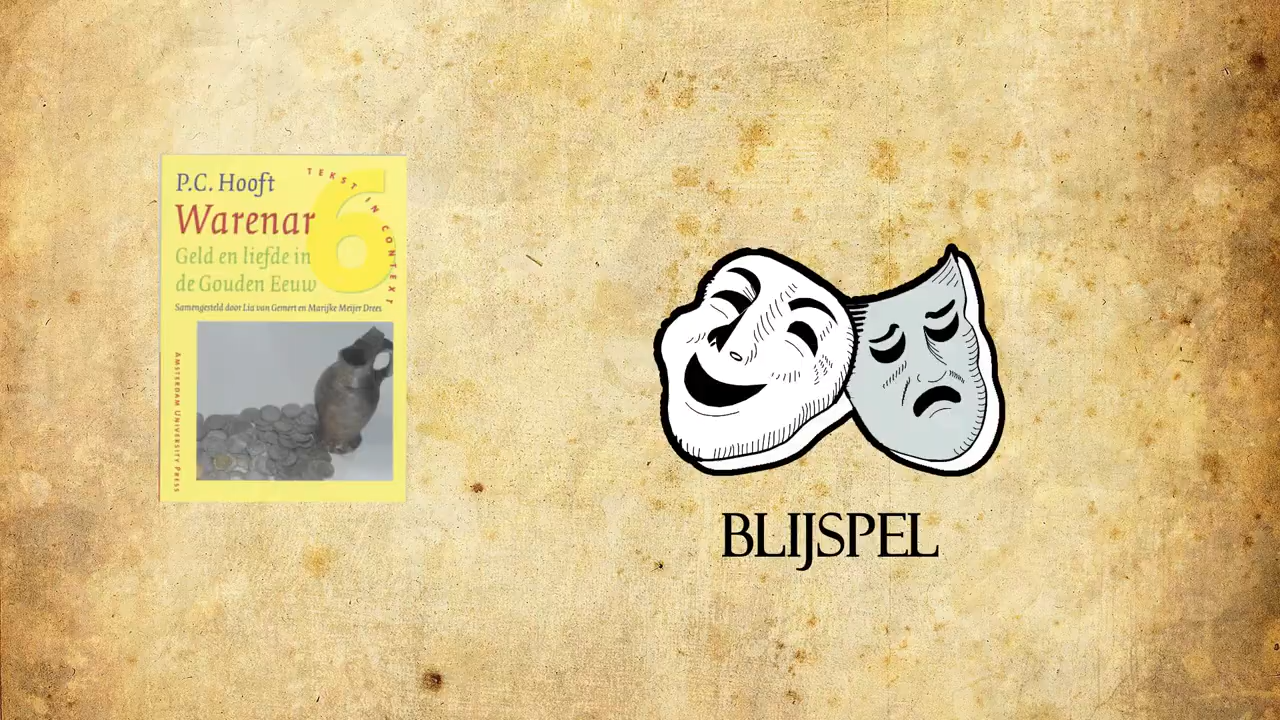 P.C. Hooft
Warenar
Geld en liefde in
de Gouden Eeuw
Samengesteld door Lia van Gemert en Marijke Meijer Drees
TEKST IN CONTEXT
6
AMSTERDAM UNIVERSITY PRESS
BLIJSPEL